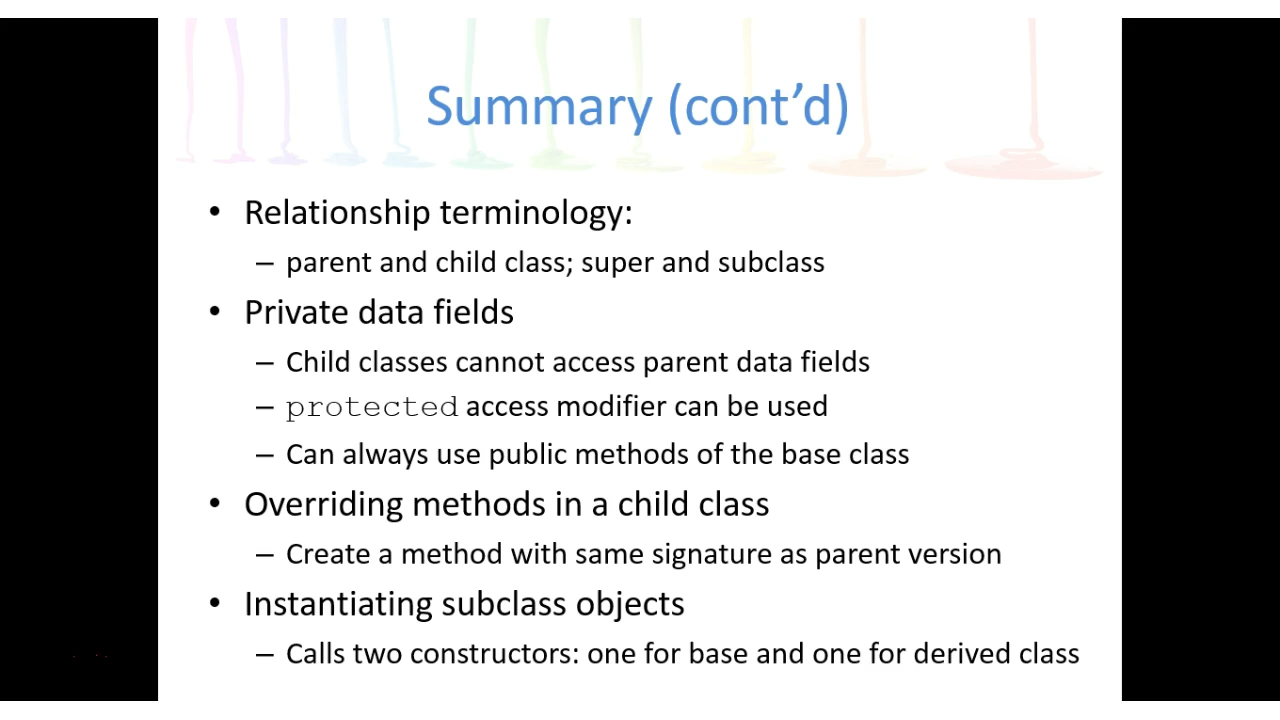 Summary (cont’d)
• Relationship terminology:
– parent and child class; super and subclass
• Private data fields
– Child classes cannot access parent data fields
– protected access modifier can be used
– Can always use public methods of the base class
• Overriding methods in a child class
– Create a method with same signature as parent version
• Instantiating subclass objects
– Calls two constructors: one for base and one for derived class